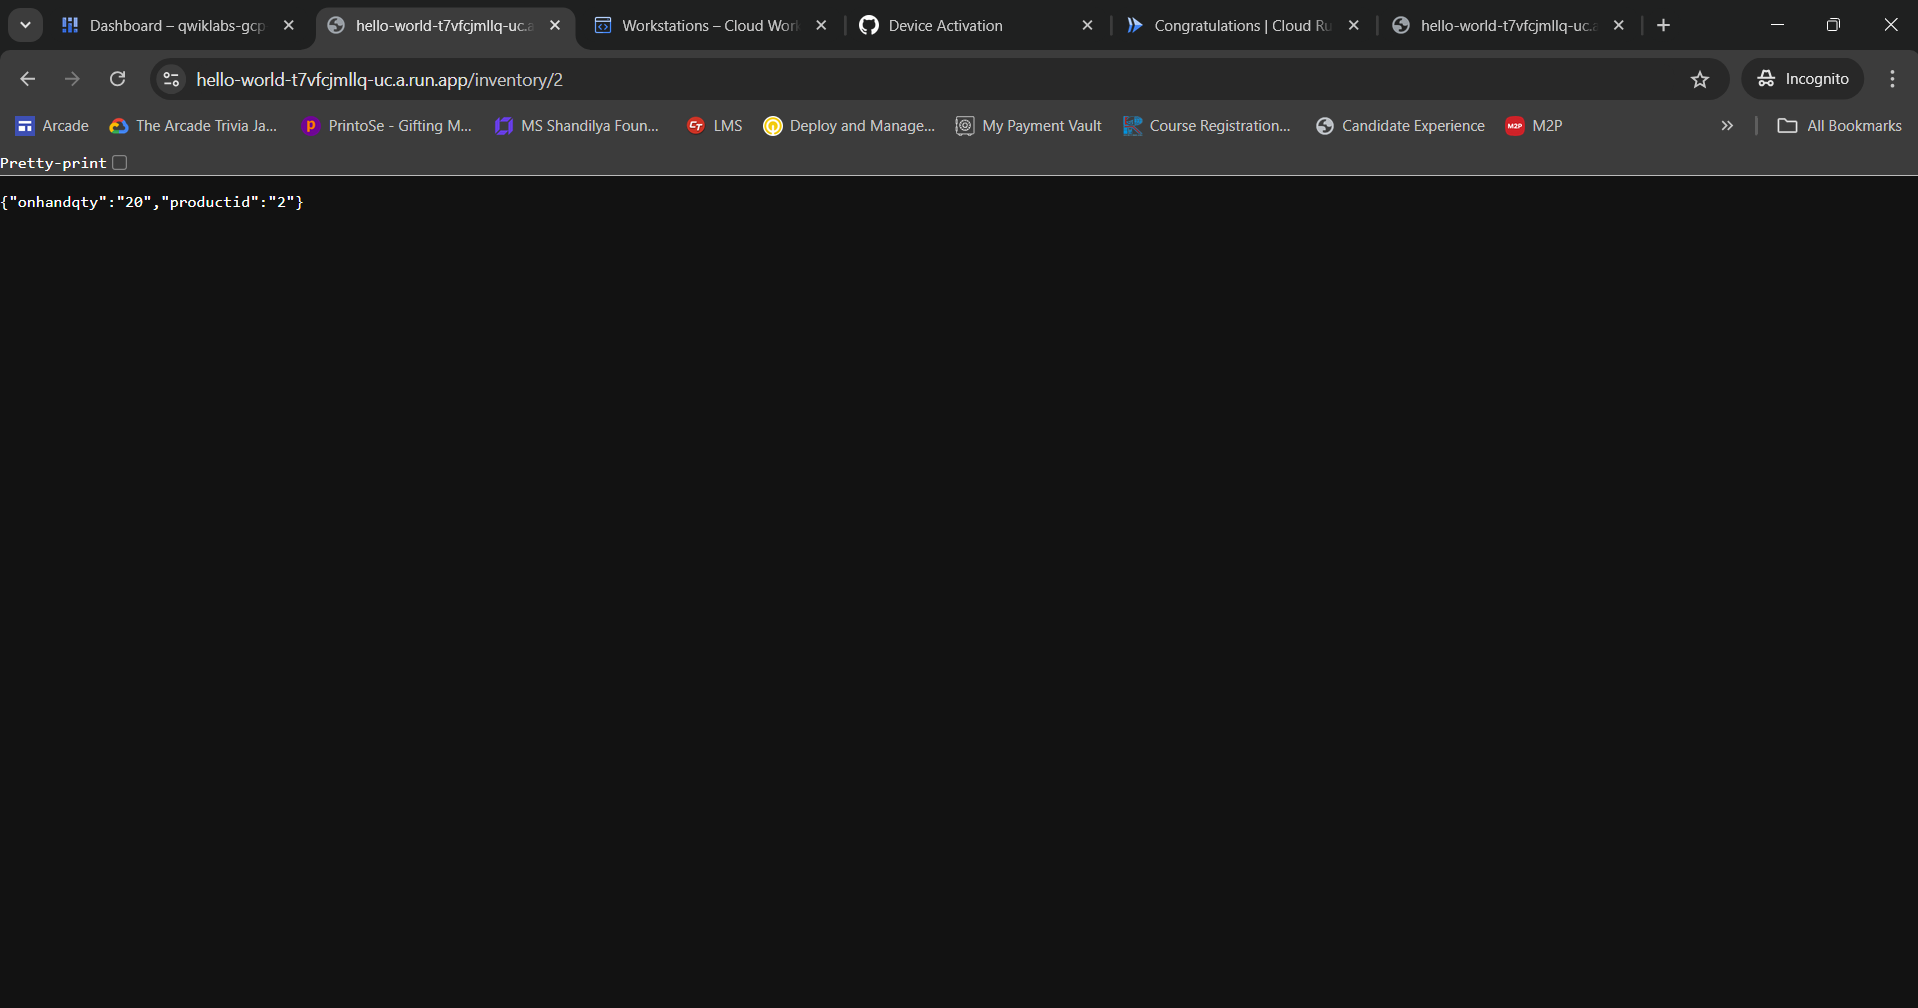 Dashboard – qwiklabs-gcp
hello-world-t7vfcjmllq-uc.a
Workstations – Cloud Work
Device Activation
Congratulations | Cloud Ru
hello-world-t7vfcjmllq-uc.a
hello-world-t7vfcjmllq-uc.a.run.app/inventory/2
Incognito
Arcade
The Arcade Trivia Ja...
p
PrintoSe - Gifting M...
MS Shandilya Foun...
CT
LMS
Deploy and Manage...
My Payment Vault
Course Registration...
Candidate Experience
M2P
M2P
All Bookmarks
Pretty-print
{"onhandqty":"20","productid":"2"}